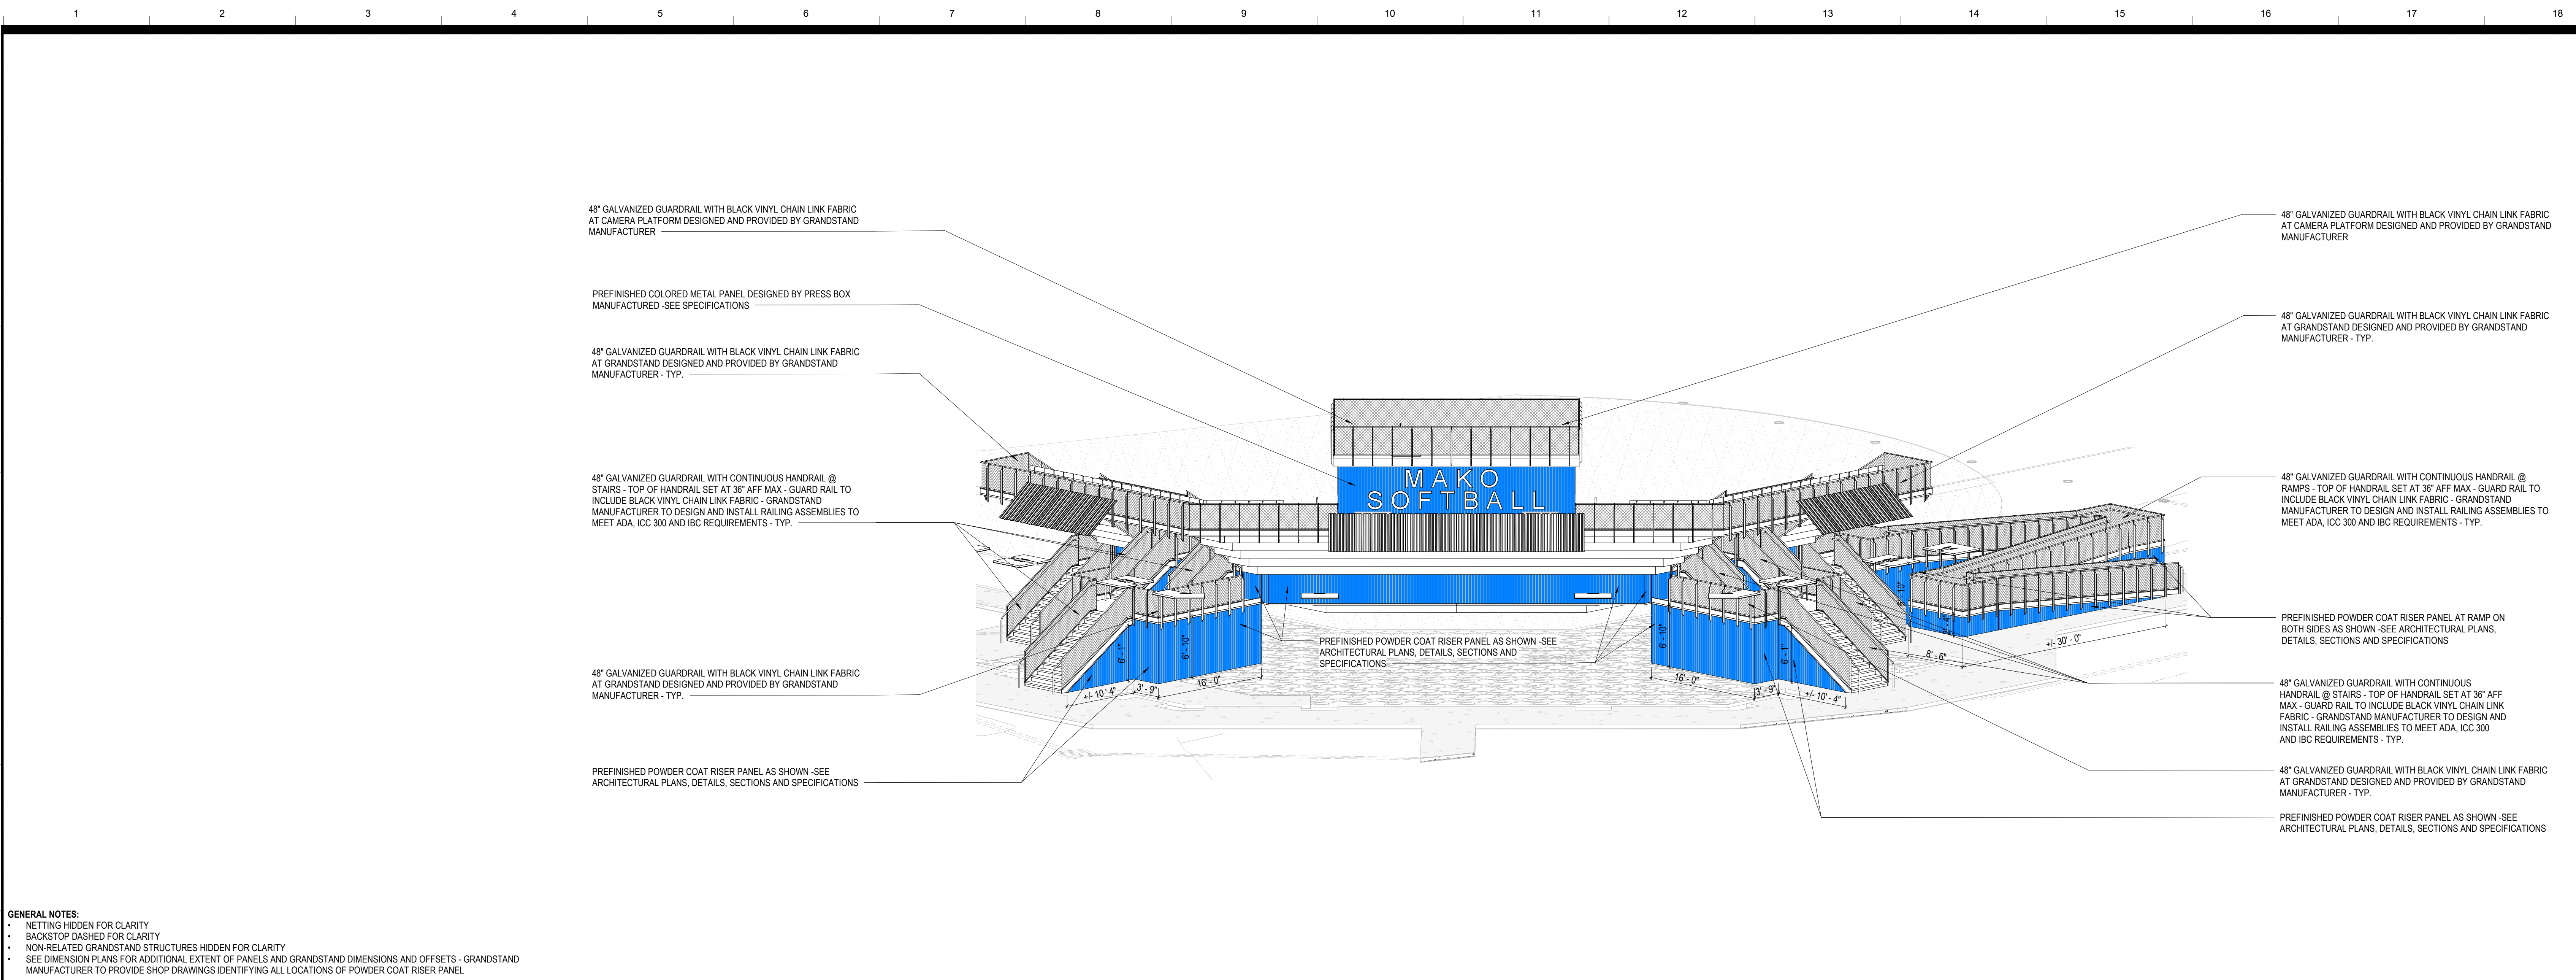 1 2 3 4 5 6 7 8 9 10 11 12 13 14 15 16 17 18
48" GALVANIZED GUARDRAIL WITH BLACK VINYL CHAIN LINK FABRIC
AT CAMERA PLATFORM DESIGNED AND PROVIDED BY GRANDSTAND
MANUFACTURER
PREFINISHED COLORED METAL PANEL DESIGNED BY PRESS BOX
MANUFACTURED -SEE SPECIFICATIONS
48" GALVANIZED GUARDRAIL WITH BLACK VINYL CHAIN LINK FABRIC
AT GRANDSTAND DESIGNED AND PROVIDED BY GRANDSTAND
MANUFACTURER - TYP.
48" GALVANIZED GUARDRAIL WITH CONTINUOUS HANDRAIL @
STAIRS - TOP OF HANDRAIL SET AT 36" AFF MAX - GUARD RAIL TO
INCLUDE BLACK VINYL CHAIN LINK FABRIC - GRANDSTAND
MANUFACTURER TO DESIGN AND INSTALL RAILING ASSEMBLIES TO
MEET ADA, ICC 300 AND IBC REQUIREMENTS - TYP.
48" GALVANIZED GUARDRAIL WITH BLACK VINYL CHAIN LINK FABRIC
AT GRANDSTAND DESIGNED AND PROVIDED BY GRANDSTAND
MANUFACTURER - TYP.
PREFINISHED POWDER COAT RISER PANEL AS SHOWN -SEE
ARCHITECTURAL PLANS, DETAILS, SECTIONS AND SPECIFICATIONS
MAKO
SOFTBALL
6' - 1"
6' - 10"
+/- 10' 4"
3' - 9"
16' - 0"
PREFINISHED POWDER COAT RISER PANEL AS SHOWN -SEE
ARCHITECTURAL PLANS, DETAILS, SECTIONS AND
SPECIFICATIONS
6' - 10"
6' - 1"
16' - 0"
3' - 9"
+/- 10' - 4"
6' - 10"
8' - 6"
+/- 30' - 0"
48" GALVANIZED GUARDRAIL WITH BLACK VINYL CHAIN LINK FABRIC
AT CAMERA PLATFORM DESIGNED AND PROVIDED BY GRANDSTAND
MANUFACTURER
48" GALVANIZED GUARDRAIL WITH BLACK VINYL CHAIN LINK FABRIC
AT GRANDSTAND DESIGNED AND PROVIDED BY GRANDSTAND
MANUFACTURER - TYP.
48" GALVANIZED GUARDRAIL WITH CONTINUOUS HANDRAIL @
RAMPS - TOP OF HANDRAIL SET AT 36" AFF MAX - GUARD RAIL TO
INCLUDE BLACK VINYL CHAIN LINK FABRIC - GRANDSTAND
MANUFACTURER TO DESIGN AND INSTALL RAILING ASSEMBLIES TO
MEET ADA, ICC 300 AND IBC REQUIREMENTS - TYP.
PREFINISHED POWDER COAT RISER PANEL AT RAMP ON
BOTH SIDES AS SHOWN -SEE ARCHITECTURAL PLANS,
DETAILS, SECTIONS AND SPECIFICATIONS
48" GALVANIZED GUARDRAIL WITH CONTINUOUS
HANDRAIL @ STAIRS - TOP OF HANDRAIL SET AT 36" AFF
MAX - GUARD RAIL TO INCLUDE BLACK VINYL CHAIN LINK
FABRIC - GRANDSTAND MANUFACTURER TO DESIGN AND
INSTALL RAILING ASSEMBLIES TO MEET ADA, ICC 300
AND IBC REQUIREMENTS - TYP.
48" GALVANIZED GUARDRAIL WITH BLACK VINYL CHAIN LINK FABRIC
AT GRANDSTAND DESIGNED AND PROVIDED BY GRANDSTAND
MANUFACTURER - TYP.
PREFINISHED POWDER COAT RISER PANEL AS SHOWN -SEE
ARCHITECTURAL PLANS, DETAILS, SECTIONS AND SPECIFICATIONS
GENERAL NOTES:
• NETTING HIDDEN FOR CLARITY
• BACKSTOP DASHED FOR CLARITY
• NON-RELATED GRANDSTAND STRUCTURES HIDDEN FOR CLARITY
• SEE DIMENSION PLANS FOR ADDITIONAL EXTENT OF PANELS AND GRANDSTAND DIMENSIONS AND OFFSETS - GRANDSTAND
MANUFACTURER TO PROVIDE SHOP DRAWINGS IDENTIFYING ALL LOCATIONS OF POWDER COAT RISER PANEL